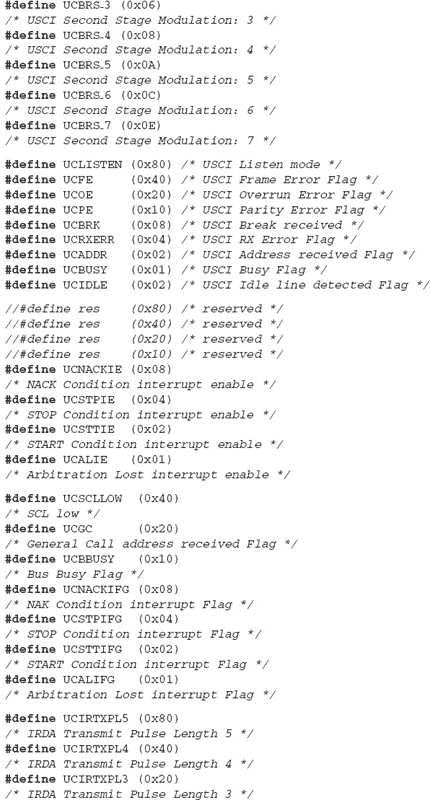 #define UCBRS_3 (0x06)
/* USCI Second Stage Modulation: 3 */
#define UCBRS_4 (0x08)
/* USCI Second Stage Modulation: 4 */
#define UCBRS_5 (0x0A)
/* USCI Second Stage Modulation: 5 */
#define UCBRS_6 (0x0C)
/* USCI Second Stage Modulation: 6 */
#define UCBRS_7 (0x0E)
/* USCI Second Stage Modulation: 7 */
#define UCLISTEN (0x80) /* USCI Listen mode */
#define UCFE (0x40) /* USCI Frame Error Flag */
#define UCOE (0x20) /* USCI Overrun Error Flag */
#define UCPE (0x10) /* USCI Parity Error Flag */
#define UCBRK (0x08) /* USCI Break received */
#define UCRXERR (0x04) /* USCI RX Error Flag */
#define UCADDR (0x02) /* USCI Address received Flag */
#define UCBUSY (0x01) /* USCI Busy Flag */
#define UCIDLE (0x02) /* USCI Idle line detected Flag */
//#define res (0x80) /* reserved */
//#define res (0x40) /* reserved */
//#define res (0x20) /* reserved */
//#define res (0x10) /* reserved */
#define UCNACKIE (0x08)
/* NACK Condition interrupt enable */
#define UCSTPIE (0x04)
/* STOP Condition interrupt enable */
#define UCSTTIE (0x02)
/* START Condition interrupt enable */
#define UCALIE (0x01)
/* Arbitration Lost interrupt enable */
#define UCSCLLOW (0x40)
/* SCL low */
#define UCGC (0x20)
/* General Call address received Flag */
#define UCBBUSY (0x10)
/* Bus Busy Flag */
#define UCNACKIFG (0x08)
/* NAK Condition interrupt Flag */
#define UCSTPIFG (0x04)
/* STOP Condition interrupt Flag */
#define UCSTTIFG (0x02)
/* START Condition interrupt Flag */
#define UCALIFG (0x01)
/* Arbitration Lost interrupt Flag */
#define UCIRTXPL5 (0x80)
/* IRDA Transmit Pulse Length 5 */
#define UCIRTXPL4 (0x40)
/* IRDA Transmit Pulse Length 4 */
#define UCIRTXPL3 (0x20)
/* IRDA Transmit Pulse Length 3 */